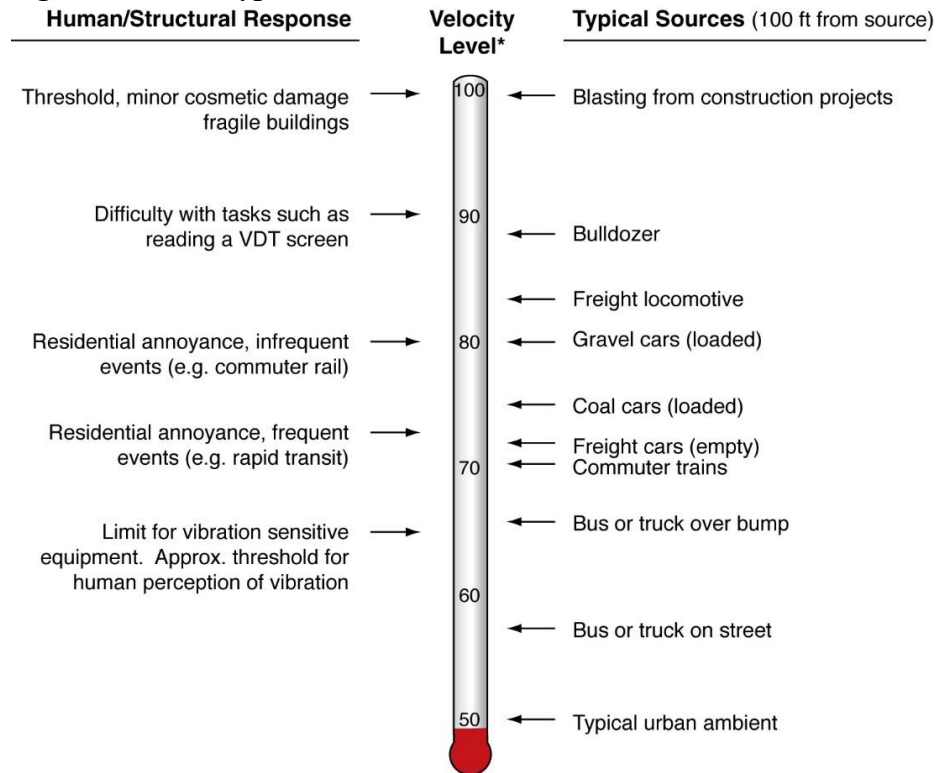 Human/Structural Response
Velocity
Level*
Typical Sources (100 ft from source)
Threshold, minor cosmetic damage
fragile buildings
Difficulty with tasks such as
reading a VDT screen
Residential annoyance, infrequent
events (e.g. commuter rail)
Residential annoyance, frequent
events (e.g. rapid transit)
Limit for vibration sensitive
equipment. Approx. threshold for
human perception of vibration
100
90
80
70
60
50
Blasting from construction projects
Bulldozer
Freight locomotive
Gravel cars (loaded)
Coal cars (loaded)
Freight cars (empty)
Commuter trains
Bus or truck over bump
Bus or truck on street
Typical urban ambient